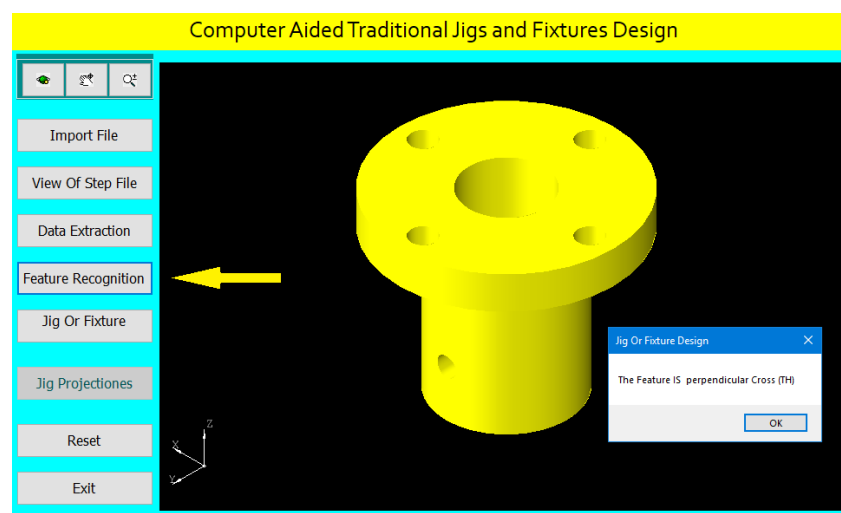 Computer Aided Traditional Jigs and Fixtures Design
Import File
View Of Step File
Data Extraction
Feature Recognition
Jig Or Fixture
Jig Projectiones
Reset
Exit
Z
X
Y
Jig Or Fixture Design
The Feature IS perpendicular Cross (TH)
OK